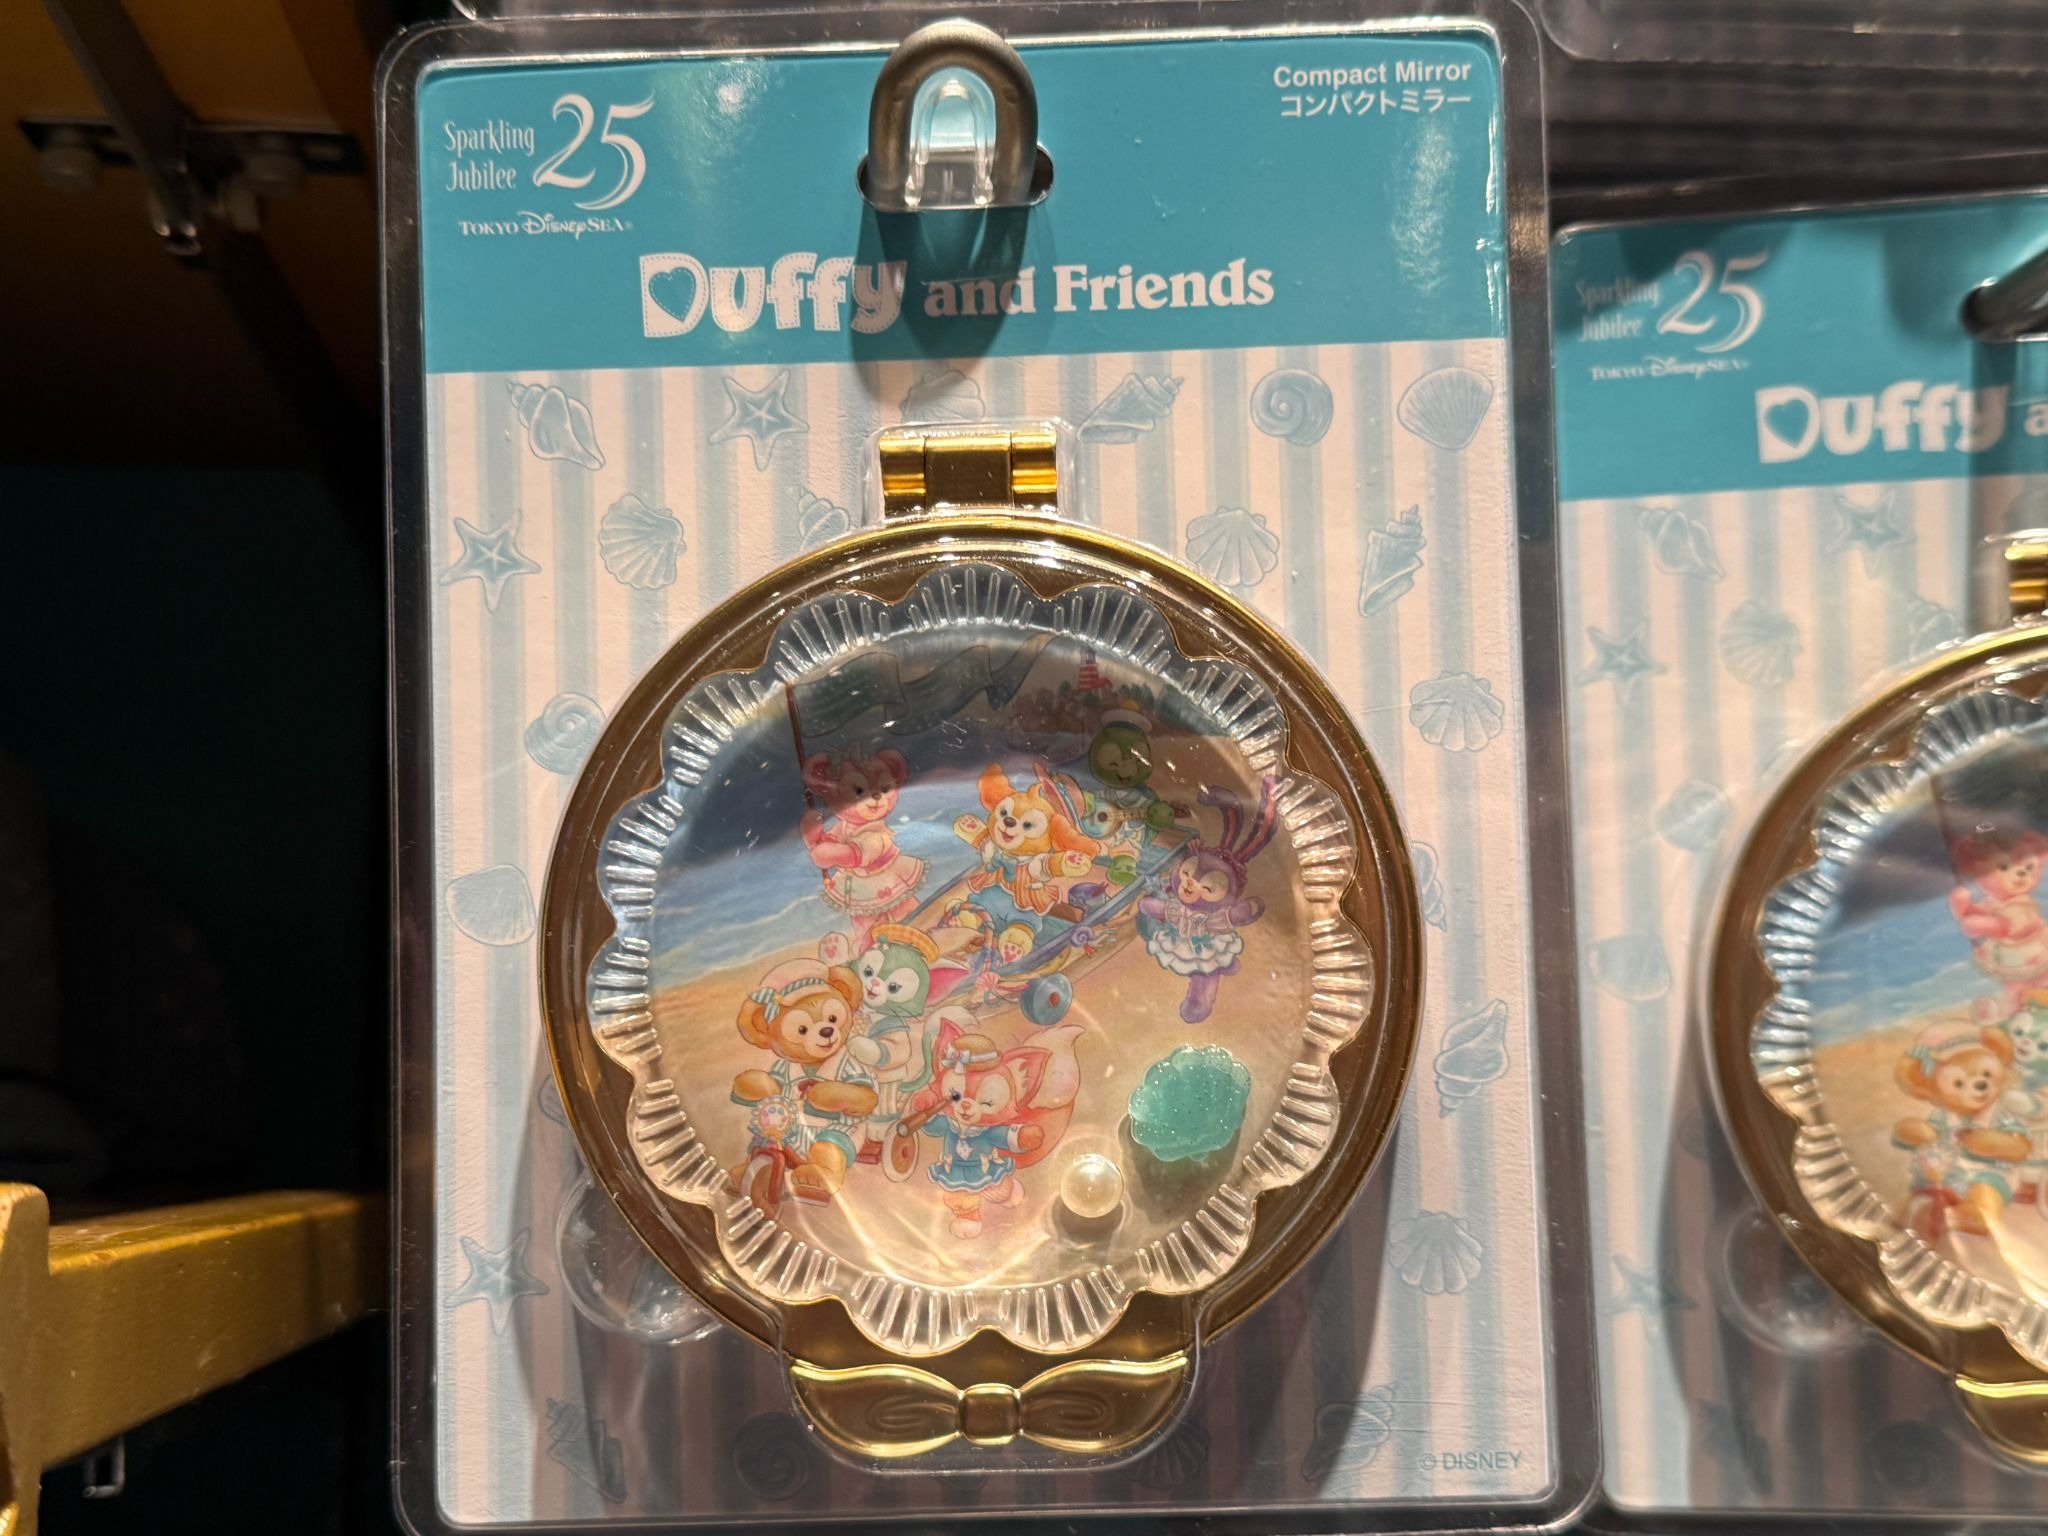 Compact Mirror
コンパクトミラー
Sparkling
Jubilee
25
TOKYO DisneySEA®
Duffy and Friends
© DISNEY
Sparkling
Jubilee
25
TOKYO DisneySEA
Duffy a